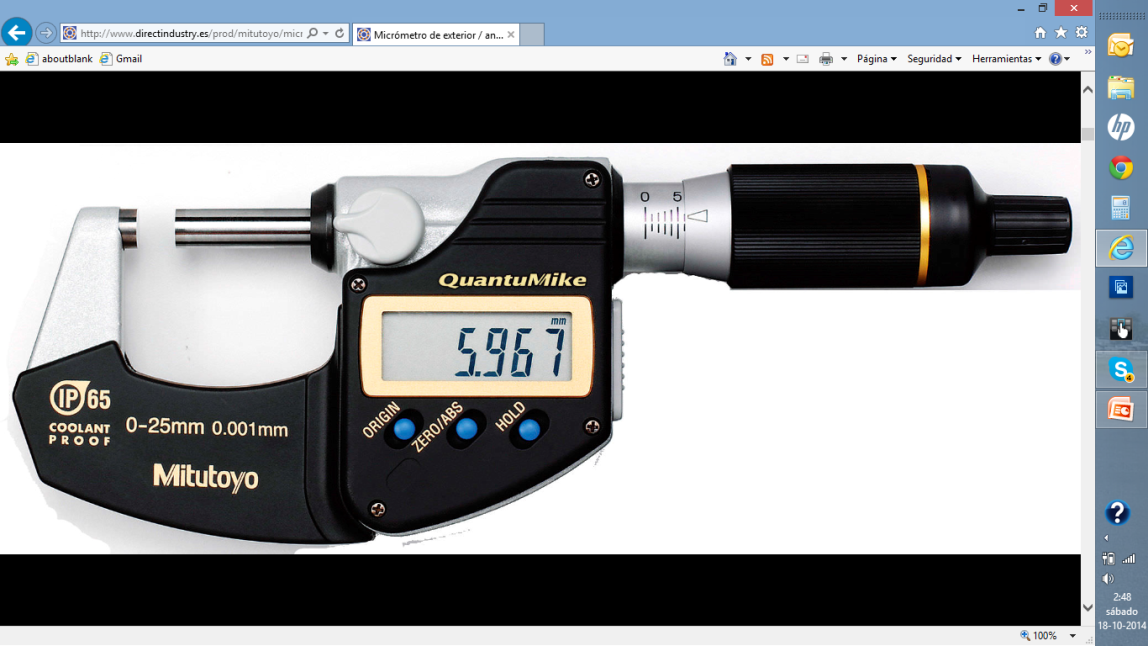 http://www.directindustry.es/prod/mitutoyo/micr
Micrómetro de exterior / an...
aboutblank
Gmail
Página
Seguridad
Herramientas
0 5
QuantuMike
mm
5.967
ORIGIN
ZERO/ABS
HOLD
IP65
COOLANT
PROOF
0-25mm 0.001mm
Mitutoyo
hp
4
100%
2:48
sábado
18-10-2014